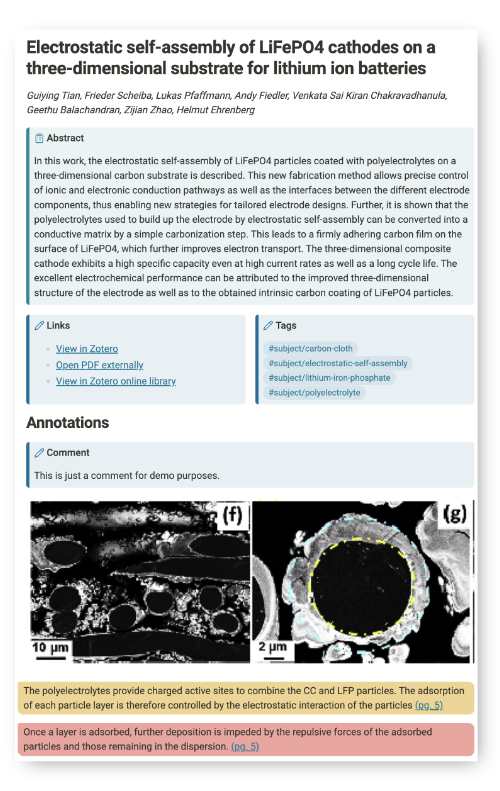 Electrostatic self-assembly of LiFePO4 cathodes on a
three-dimensional substrate for lithium ion batteries
Guiying Tian, Frieder Scheiba, Lukas Pfaffmann, Andy Fiedler, Venkata Sai Kiran Chakravadhanula,
Geethu Balachandran, Zijian Zhao, Helmut Ehrenberg
Abstract
In this work, the electrostatic self-assembly of LiFePO4 particles coated with polyelectrolytes on a
three-dimensional carbon substrate is described. This new fabrication method allows precise control
of ionic and electronic conduction pathways as well as the interfaces between the different electrode
components, thus enabling new strategies for tailored electrode designs. Further, it is shown that the
polyelectrolytes used to build up the electrode by electrostatic self-assembly can be converted into a
conductive matrix by a simple carbonization step. This leads to a firmly adhering carbon film on the
surface of LiFePO4, which further improves electron transport. The three-dimensional composite
cathode exhibits a high specific capacity even at high current rates as well as a long cycle life. The
excellent electrochemical performance can be attributed to the improved three-dimensional
structure of the electrode as well as to the obtained intrinsic carbon coating of LiFePO4 particles.
Links
View in Zotero
Open PDF externally
View in Zotero online library
Tags
#subject/carbon-cloth
#subject/electrostatic-self-assembly
#subject/lithium-iron-phosphate
#subject/polyelectrolyte
Annotations
Comment
This is just a comment for demo purposes.
(f)
(g)
10 μm
2 μm
The polyelectrolytes provide charged active sites to combine the CC and LFP particles. The adsorption
of each particle layer is therefore controlled by the electrostatic interaction of the particles (pg. 5)
Once a layer is adsorbed, further deposition is impeded by the repulsive forces of the adsorbed
particles and those remaining in the dispersion. (pg. 5)